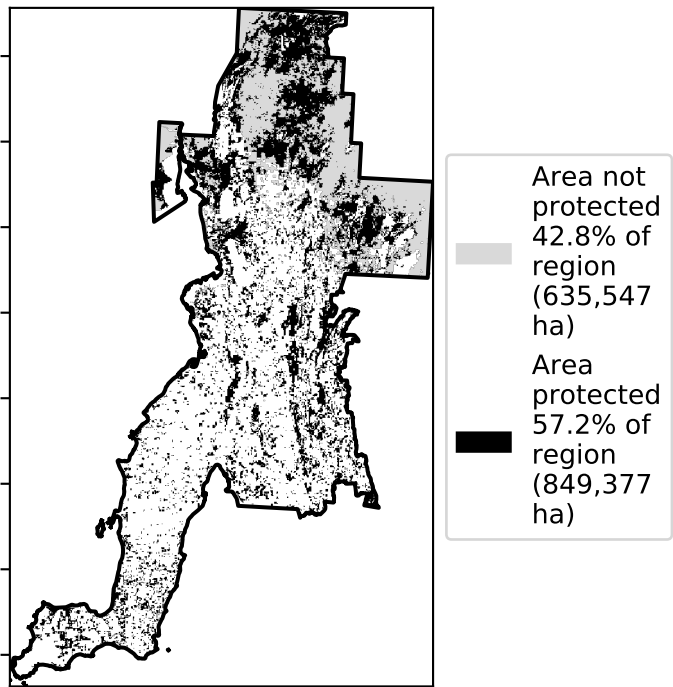 Area not
protected
42.8% of
region
(635,547
ha)
Area
protected
57.2% of
region
(849,377
ha)